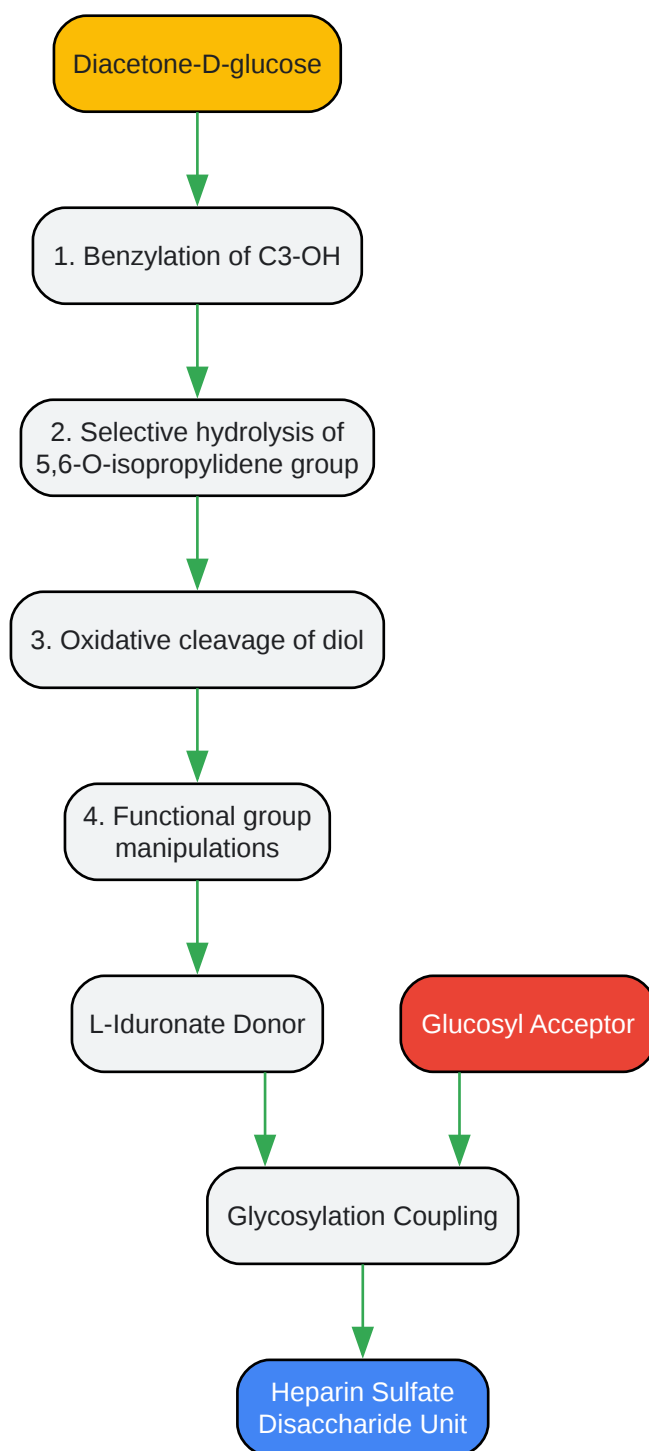 Diacetone-D-glucose
1. Benzylation of C3-OH
2. Selective hydrolysis of
5,6-O-isopropylidene group
3. Oxidative cleavage of diol
4. Functional group
manipulations
L-Iduronate Donor
Glucosyl Acceptor
Glycosylation Coupling
Heparin Sulfate
Disaccharide Unit